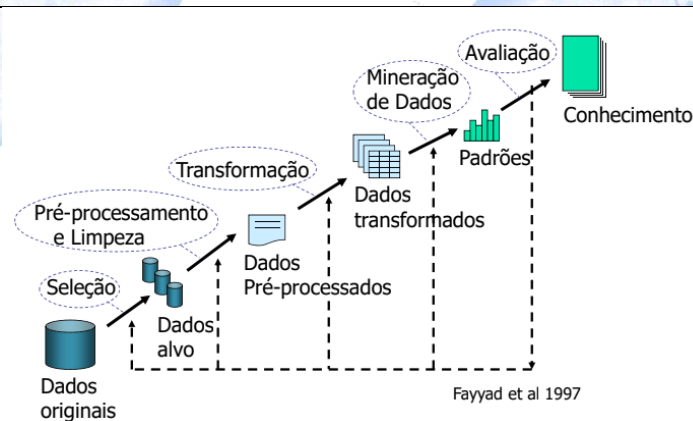 Avaliação
Mineração
de Dados
Conhecimento
Transformação
Padrões
Dados
transformados
Pré-processamento
e Limpeza
Dados
Pré-processados
Seleção
Dados
alvo
Dados
originais
Fayyad et al 1997